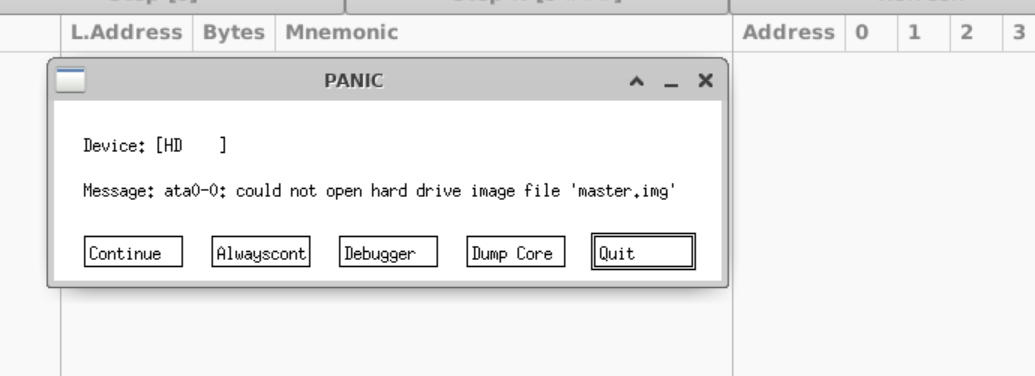 L.Address Bytes Mnemonic Address 0 1 2 3
PANIC
Device: [HD    ]
Message: ata0-0: could not open hard drive image file 'master.img'
Continue Alwayscont Debugger Dump Core Quit